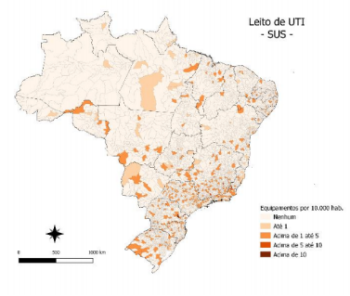 Leito de UTI
- SUS -
Equipamentos por 10.000 hab.
Nenhum
Até 1
Acima de 1 até 5
Acima de 5 até 10
Acima de 10
0 500 1000 km